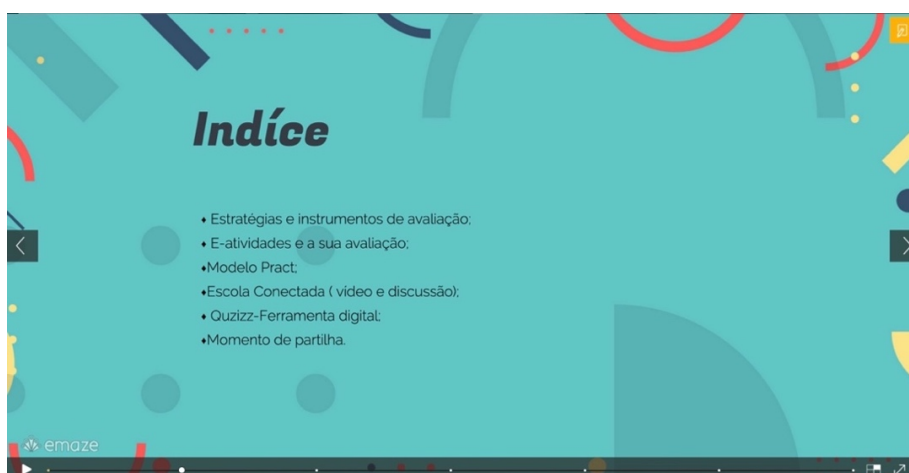 Indíce
♦ Estratégias e instrumentos de avaliação;
♦ E-atividades e a sua avaliação;
♦Modelo Pract;
♦Escola Conectada ( vídeo e discussão);
♦ Quzizz-Ferramenta digital;
♦Momento de partilha.
emaze